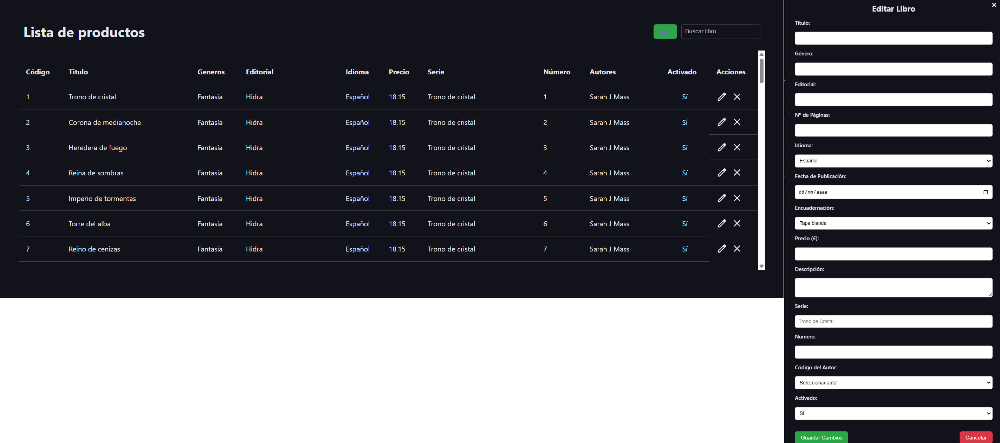 Lista de productos
+ Buscar libro..
Código Titulo Generos Editorial Idioma Precio Serie Número Autores Activado Acciones
1 Trono de cristal Fantasía Hidra Español 18.15 Trono de cristal 1 Sarah J Mass Sí
2 Corona de medianoche Fantasía Hidra Español 18.15 Trono de cristal 2 Sarah J Mass Sí
3 Heredera de fuego Fantasía Hidra Español 18.15 Trono de cristal 3 Sarah J Mass Sí
4 Reina de sombras Fantasía Hidra Español 18.15 Trono de cristal 4 Sarah J Mass Sí
5 Imperio de tormentas Fantasía Hidra Español 18.15 Trono de cristal 5 Sarah J Mass Sí
6 Torre del alba Fantasía Hidra Español 18.15 Trono de cristal 6 Sarah J Mass Sí
7 Reino de cenizas Fantasía Hidra Español 18.15 Trono de cristal 7 Sarah J Mass Sí
Editar Libro
Título:
Género:
Editorial:
Nº de Páginas:
Idioma:
Español
Fecha de Publicación:
dd/mm/aaaa
Encuadernación:
Tapa blanda
Precio (€):
Descripción:
Serie:
Trono de Cristal
Número:
Código del Autor:
Seleccionar autor
Activado:
Sí
Guardar Cambios Cancelar